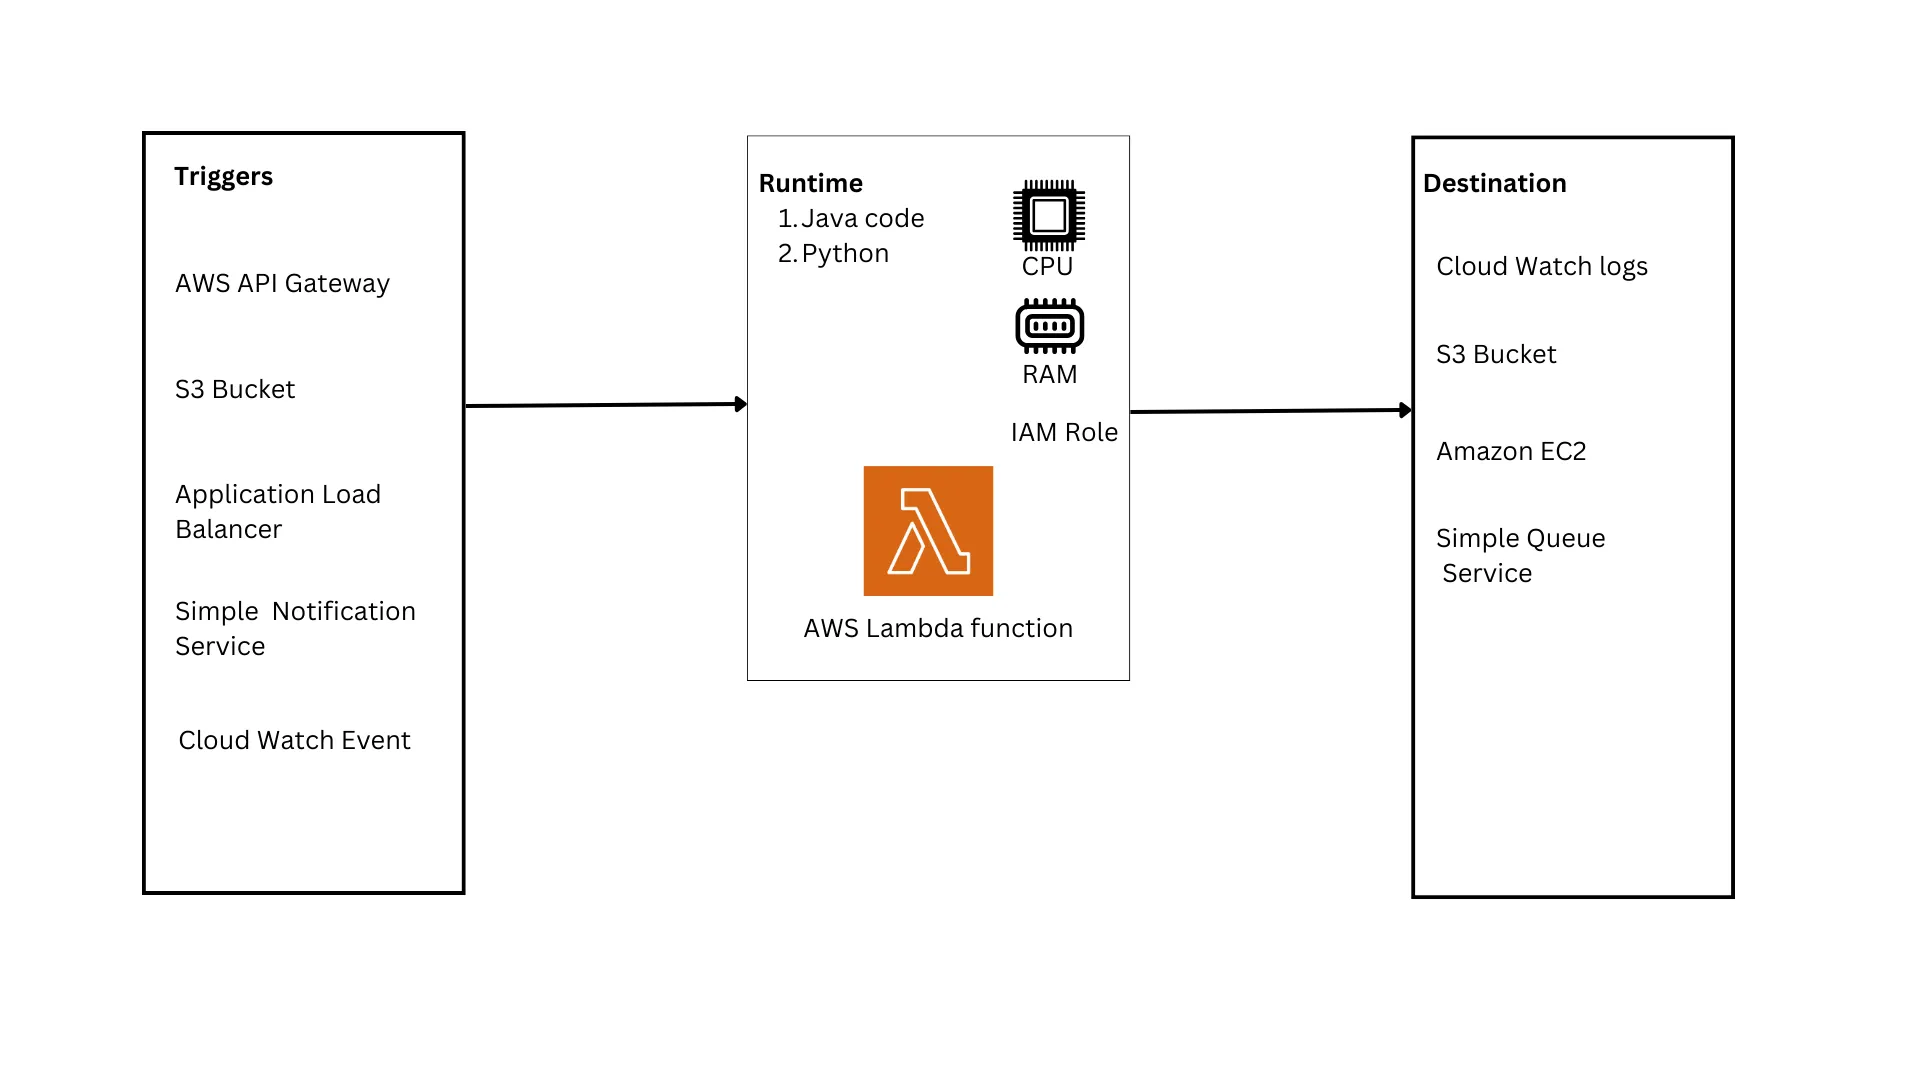 Triggers
AWS API Gateway
S3 Bucket
Application Load
Balancer
Simple  Notification
Service
Cloud Watch Event
Runtime
1. Java code
2. Python
CPU
RAM
IAM Role
AWS Lambda function
Destination
Cloud Watch logs
S3 Bucket
Amazon EC2
Simple Queue
Service